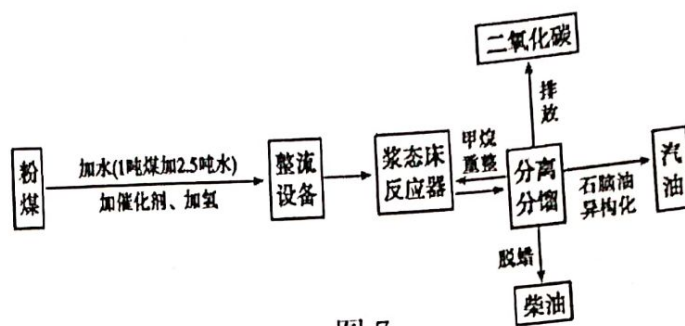 二氧化碳
排放
粉煤
加水(1吨煤加2.5吨水)
加催化剂、加氢
整流
设备
浆态床
反应器
甲烷
重整
分离
分馏
石脑油
异构化
汽油
脱蜡
柴油
图 7